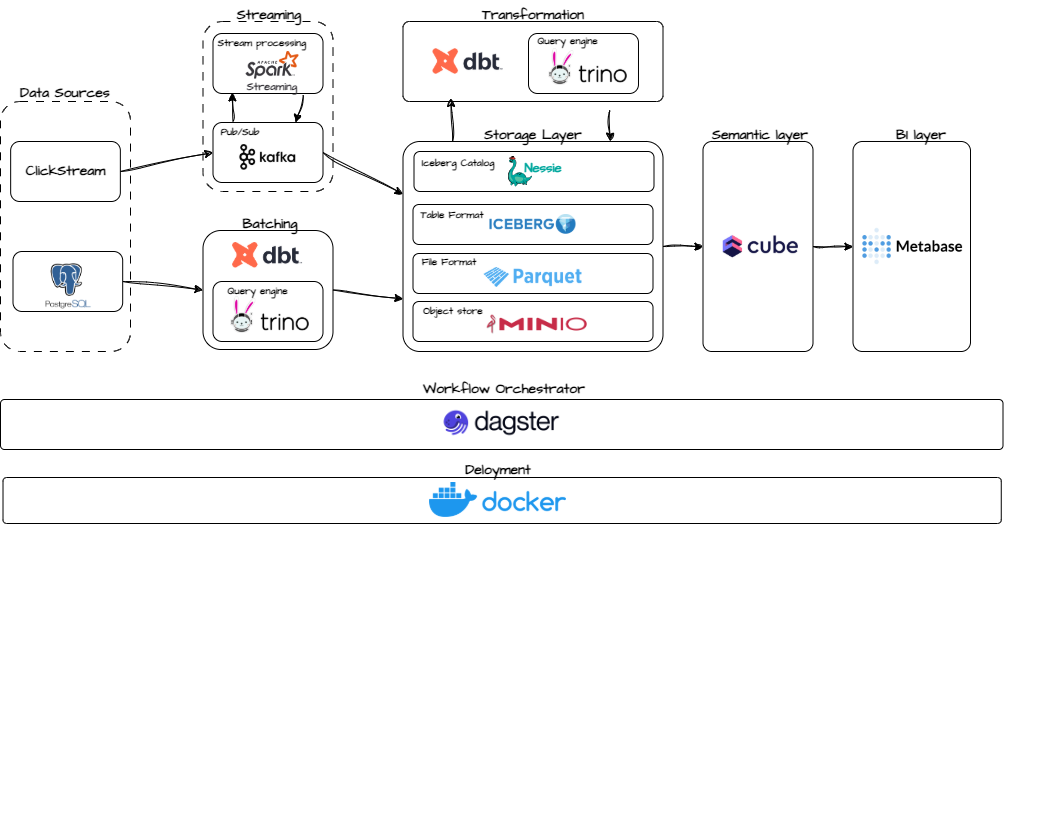 Streaming
Stream processing
APACHE
Spark
Streaming
Pub/Sub
kafka
Transformation
dbt
Query engine
trino
Data Sources
ClickStream
PostgreSQL
Batching
dbt
Query engine
trino
Storage Layer
Iceberg Catalog
Nessie
Table Format
ICEBERG
File Format
Parquet
Object store
MINIO
Semantic layer
cube
BI layer
Metabase
Workflow Orchestrator
dagster
Deloyment
docker